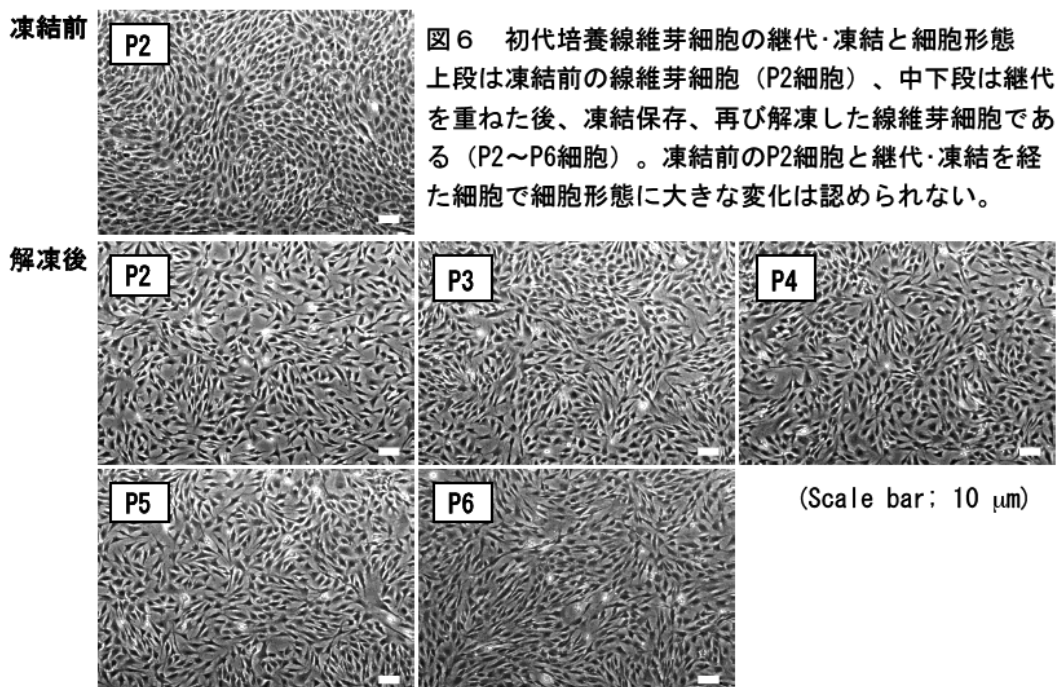 凍結前
P2
図6 初代培養線維芽細胞の継代・凍結と細胞形態
上段は凍結前の線維芽細胞（P2細胞）、中下段は継代
を重ねた後、凍結保存、再び解凍した線維芽細胞であ
る（P2～P6細胞）。凍結前のP2細胞と継代・凍結を経
た細胞で細胞形態に大きな変化は認められない。
解凍後
P2
P3
P4
P5
P6
(Scale bar; 10 μm)